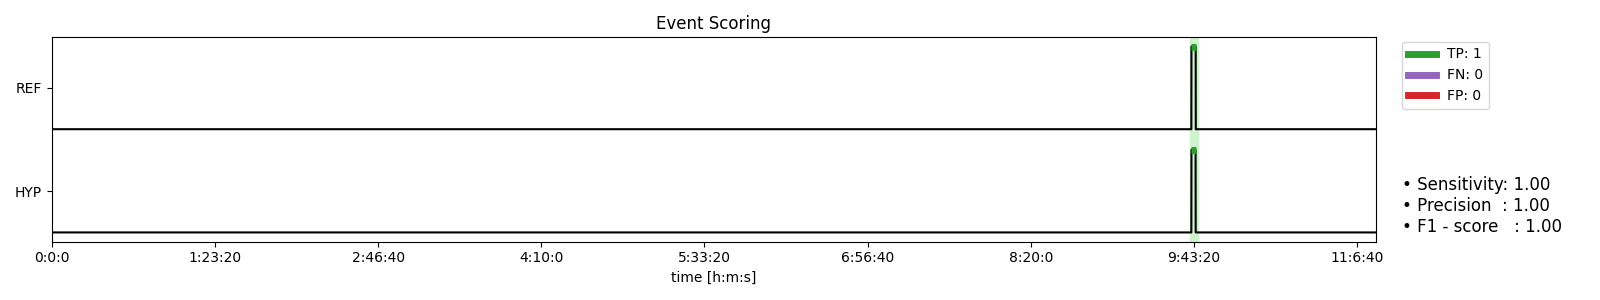 Event Scoring
REF
HYP
0:0:0
1:23:20
2:46:40
4:10:0
5:33:20
6:56:40
8:20:0
9:43:20
11:6:40
time [h:m:s]
TP: 1
FN: 0
FP: 0
• Sensitivity: 1.00
• Precision  : 1.00
• F1 - score   : 1.00